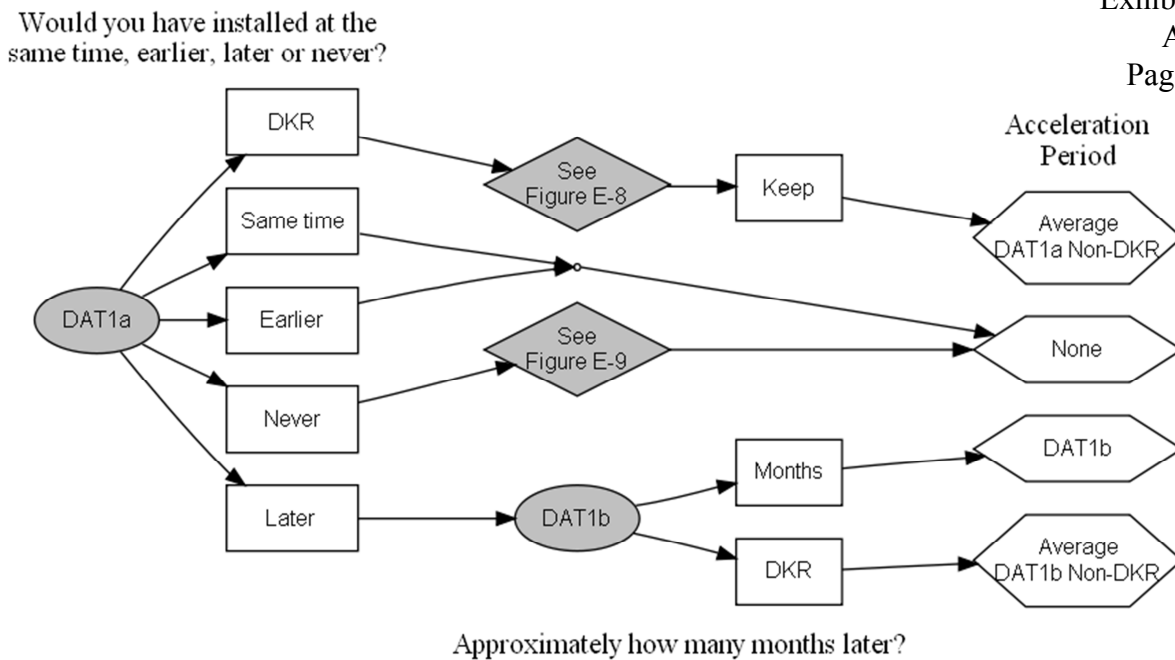 Would you have installed at the
same time, earlier, later or never?
A
Acceleration
Period
DKR
See
Figure E-8
Keep
Average
DAT1a Non-DKR
Same time
DAT1a
Earlier
See
Figure E-9
None
Never
Months
DAT1b
Later
DAT1b
DKR
Average
DAT1b Non-DKR
Approximately how many months later?